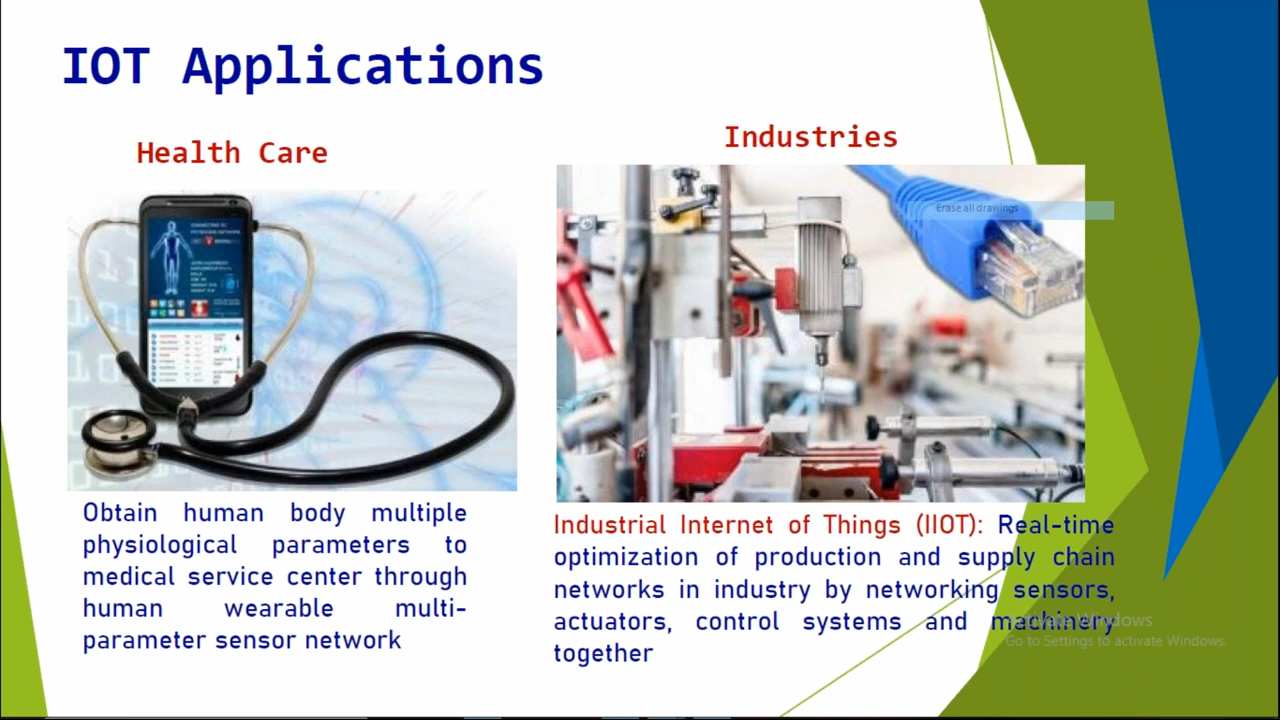 IOT Applications
Health Care
Obtain human body multiple
physiological parameters to
medical service center through
human wearable multi-
parameter sensor network
Industries
Erase all drawings
Industrial Internet of Things (IIOT): Real-time
optimization of production and supply chain
networks in industry by networking sensors,
actuators, control systems and machinery
together
Activate Windows
Go to Settings to activate Windows.